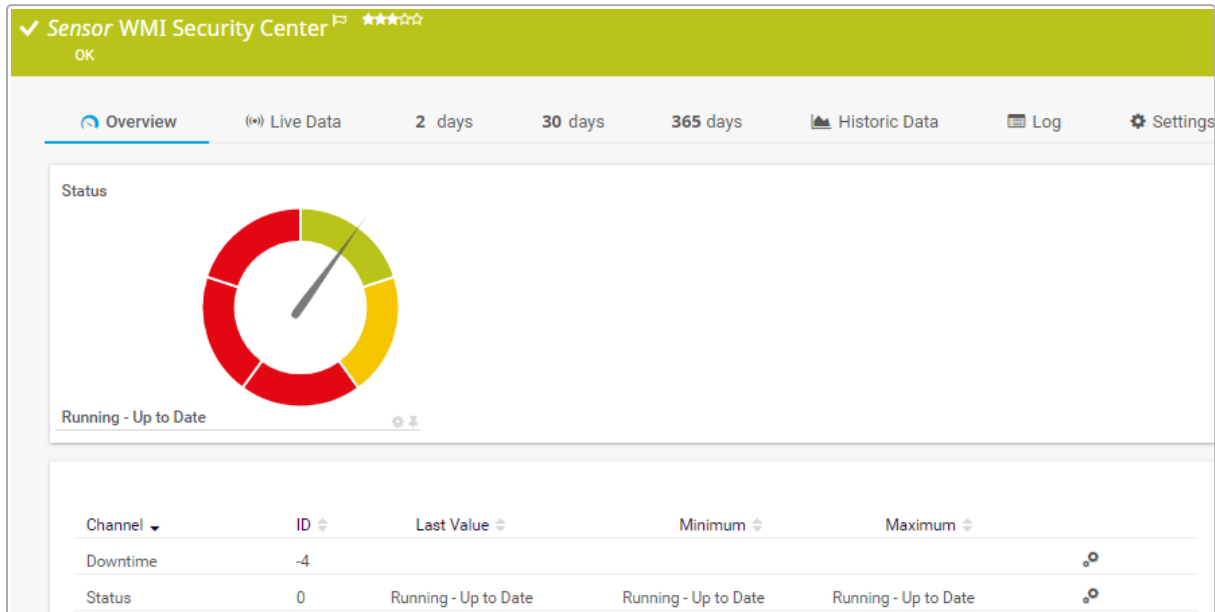 Sensor WMI Security Center
OK
Overview Live Data 2 days 30 days 365 days Historic Data Log Settings
Status
Running - Up to Date
Channel ID Last Value Minimum Maximum
Downtime -4
Status 0 Running - Up to Date Running - Up to Date Running - Up to Date